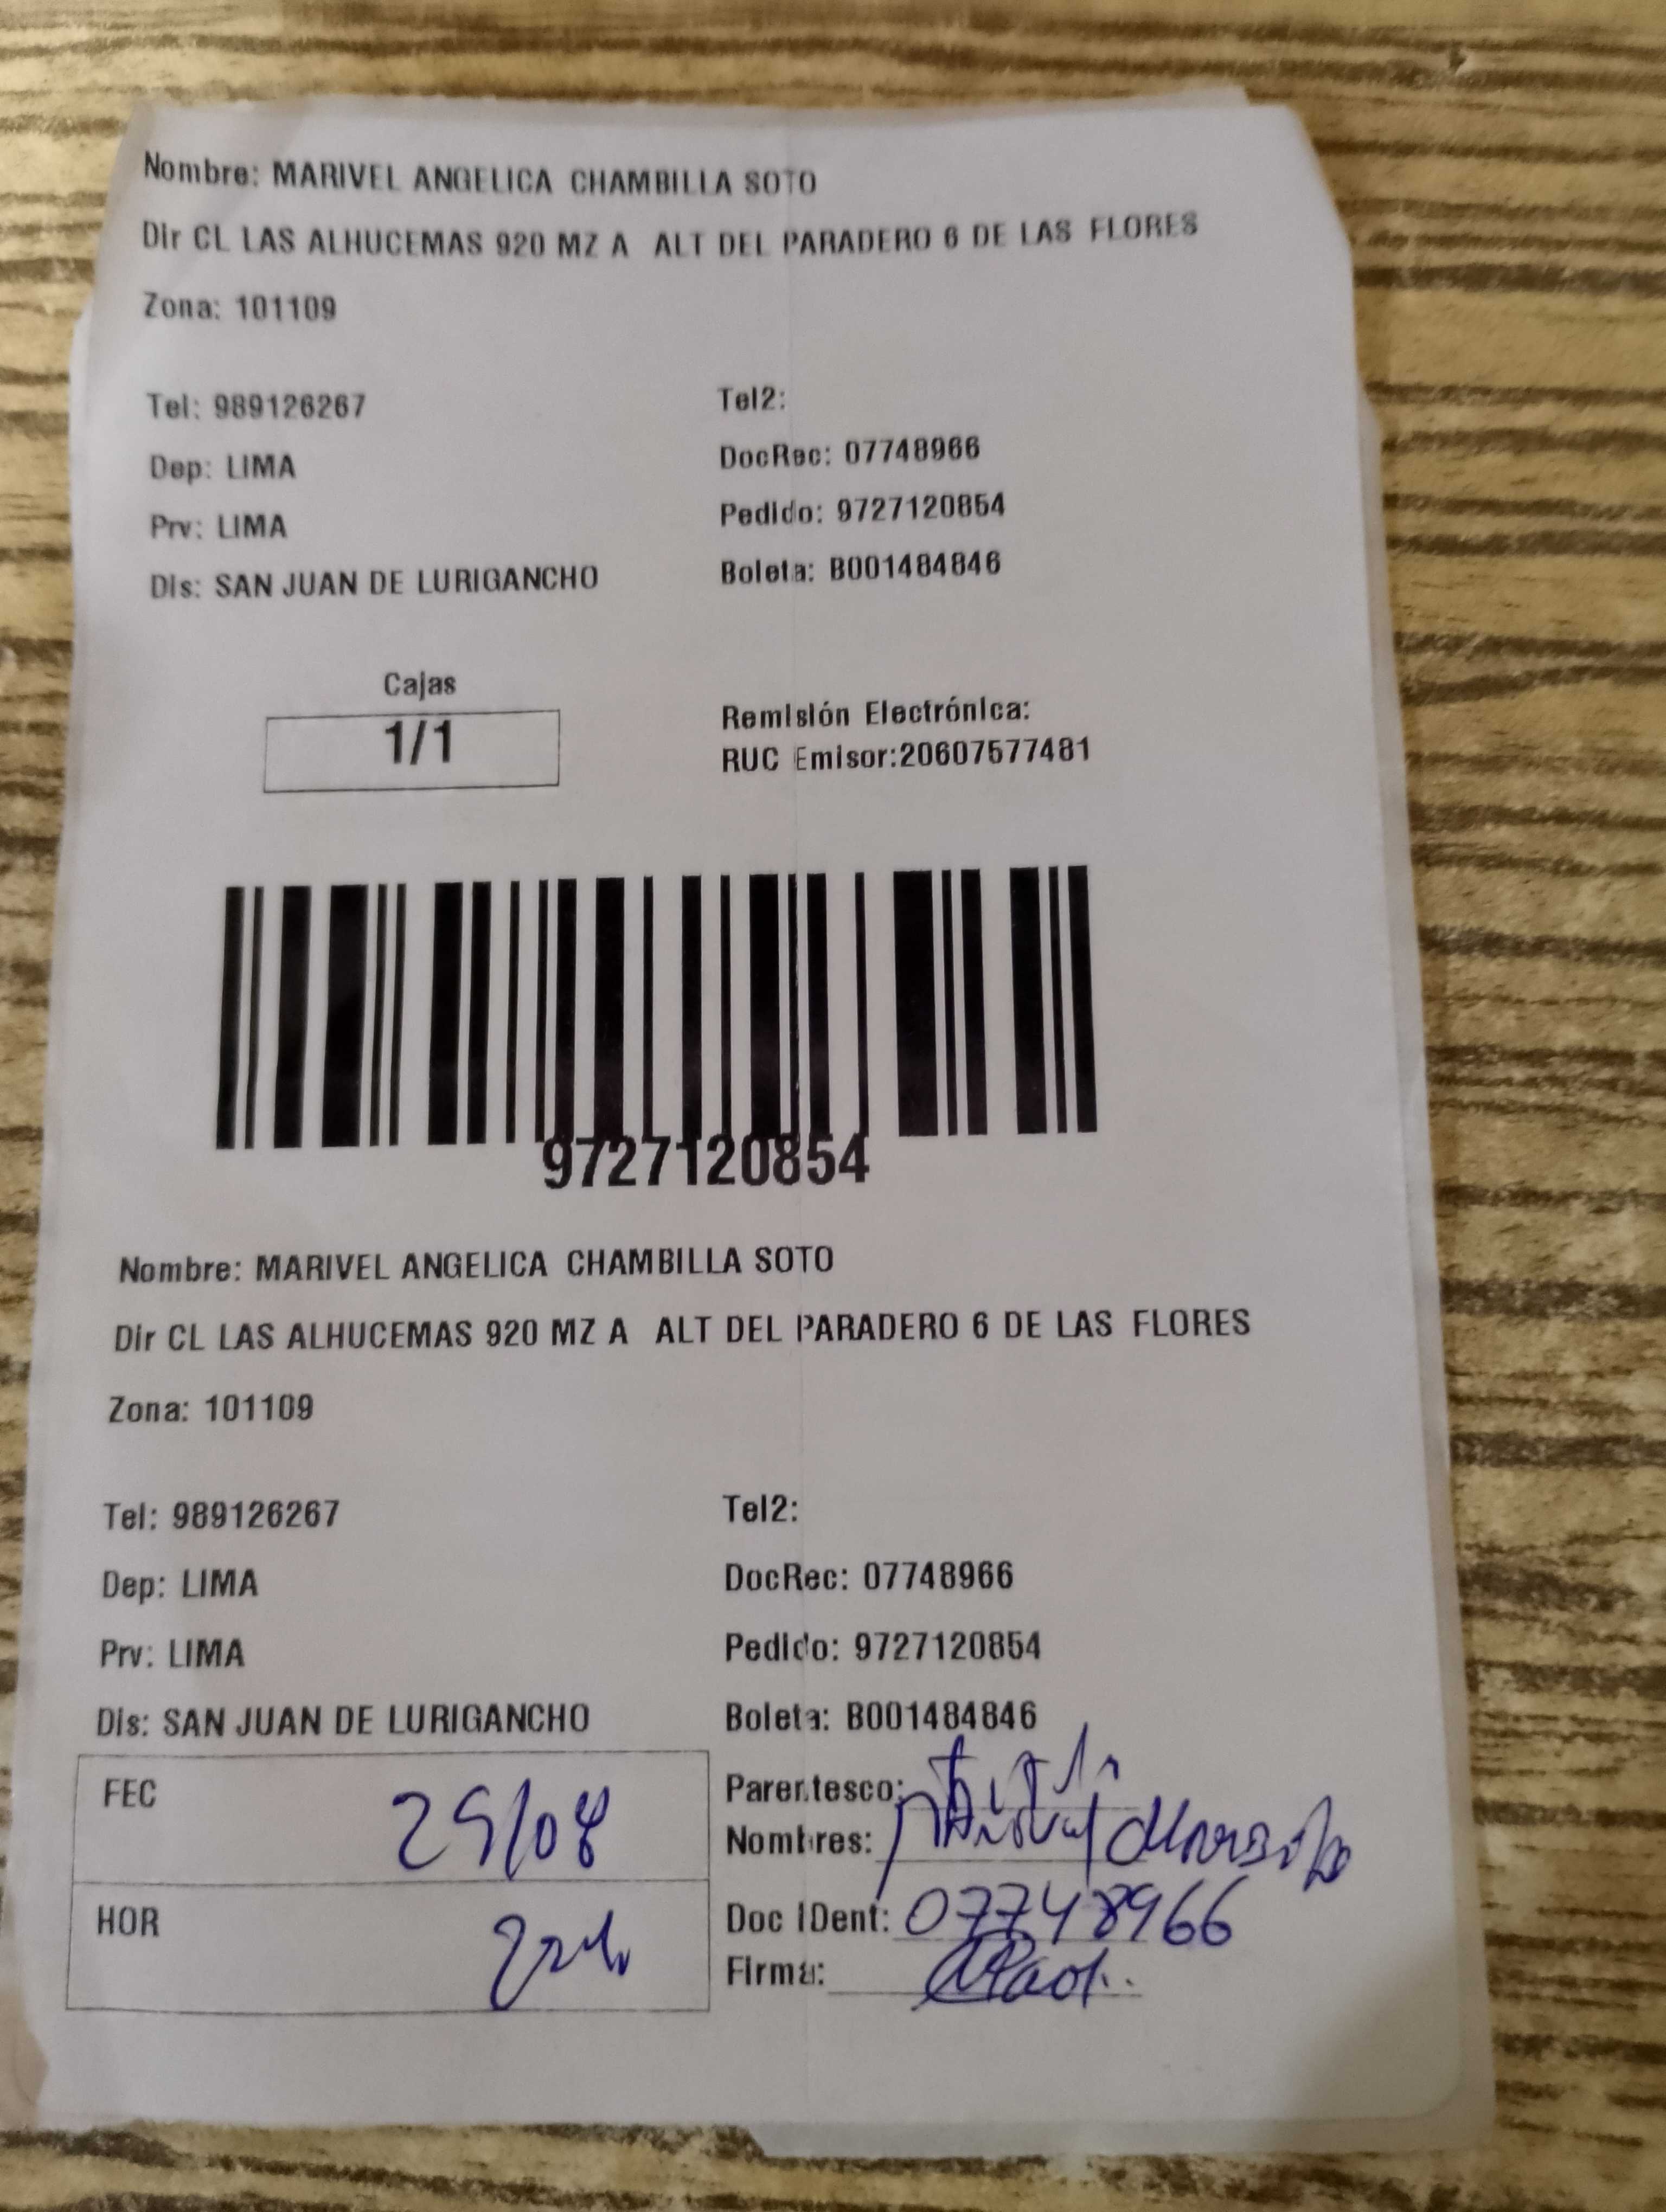 Nombre: MARIVEL ANGELICA CHAMBILLA SOTO
Dir CL LAS ALHUCEMAS 920 MZ A ALT DEL PARADERO 6 DE LAS FLORES
Zona: 101109
Tel: 989126267
Tel2:
Dep: LIMA
DocRec: 07748966
Prv: LIMA
Pedido: 9727120854
Dis: SAN JUAN DE LURIGANCHO
Boleta: B001484846
Cajas
1/1
Remisión Electrónica:
RUC Emisor:20607577481
9727120854
Nombre: MARIVEL ANGELICA CHAMBILLA SOTO
Dir CL LAS ALHUCEMAS 920 MZ A ALT DEL PARADERO 6 DE LAS FLORES
Zona: 101109
Tel: 989126267
Tel2:
Dep: LIMA
DocRec: 07748966
Prv: LIMA
Pedido: 9727120854
Dis: SAN JUAN DE LURIGANCHO
Boleta: B001484846
FEC
Parentesco:
Nombres:
HOR
Doc IDent: 07748966
Firma: